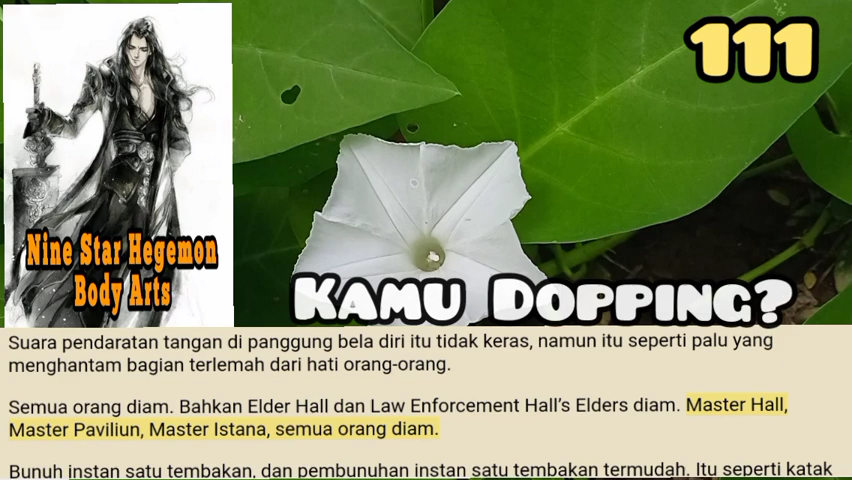 111
Nine Star Hegemon
Body Arts
Kamu Dopping?
Suara pendaratan tangan di panggung bela diri itu tidak keras, namun itu seperti palu yang
menghantam bagian terlemah dari hati orang-orang.
Semua orang diam. Bahkan Elder Hall dan Law Enforcement Hall’s Elders diam. Master Hall,
Master Paviliun, Master Istana, semua orang diam.
Bunuh instan satu tembakan, dan pembunuhan instan satu tembakan termudah. Itu seperti katak